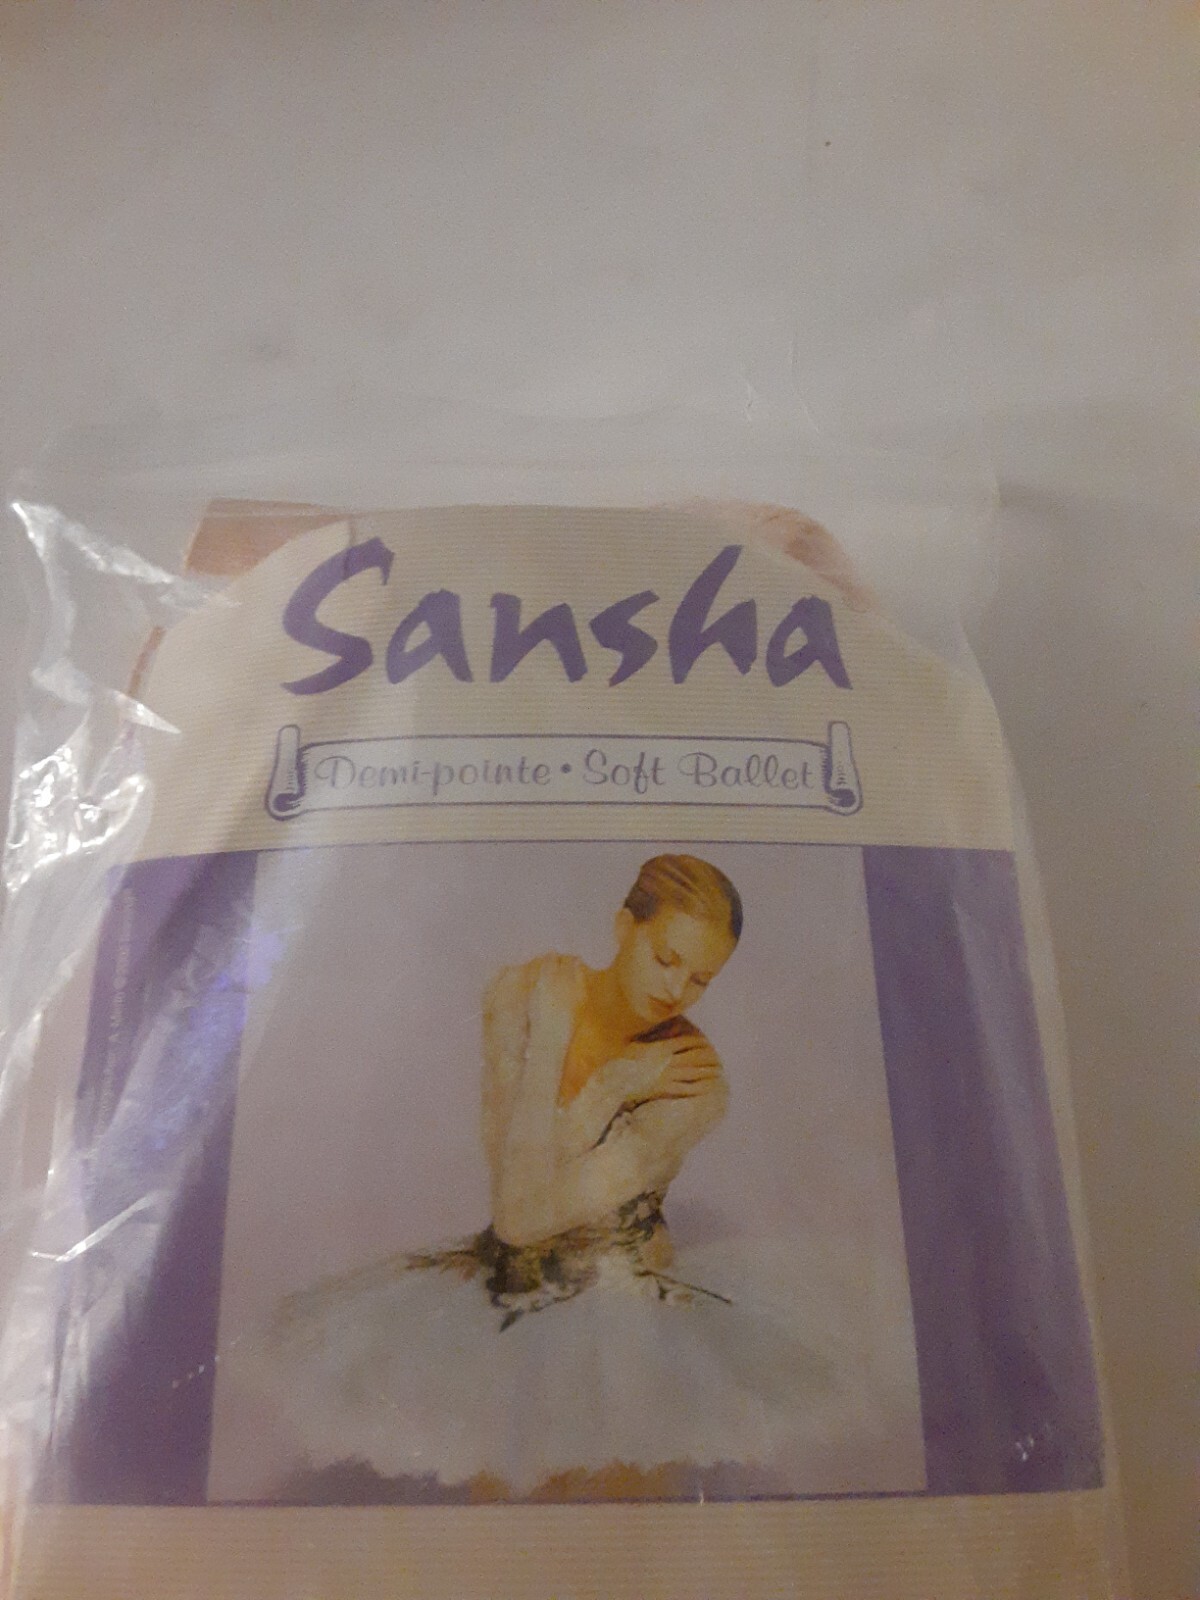 Sansha
Demi-pointe • Soft Ballet